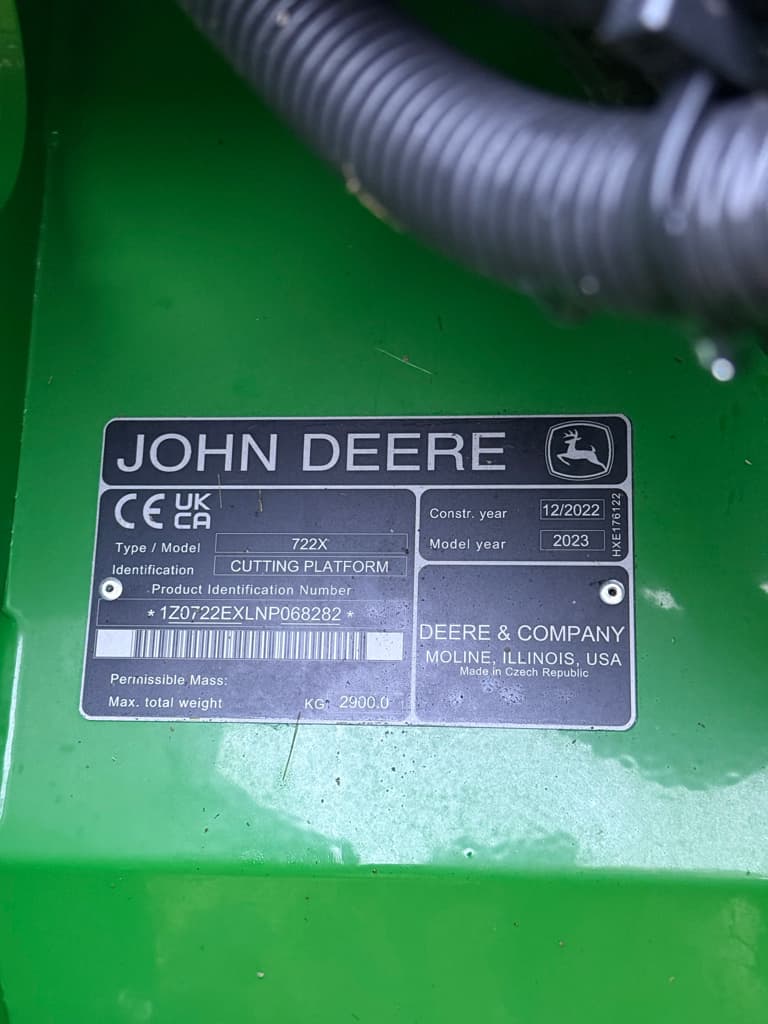 JOHN DEERE
CE UK CA
Type / Model 722X
Identification CUTTING PLATFORM
Product Identification Number
*1Z0722EXLNP068282*
Permissible Mass:
Max. total weight KG 2900.0
Constr. year 12/2022
Model year 2023
HXE176122
DEERE & COMPANY
MOLINE, ILLINOIS, USA
Made in Czech Republic